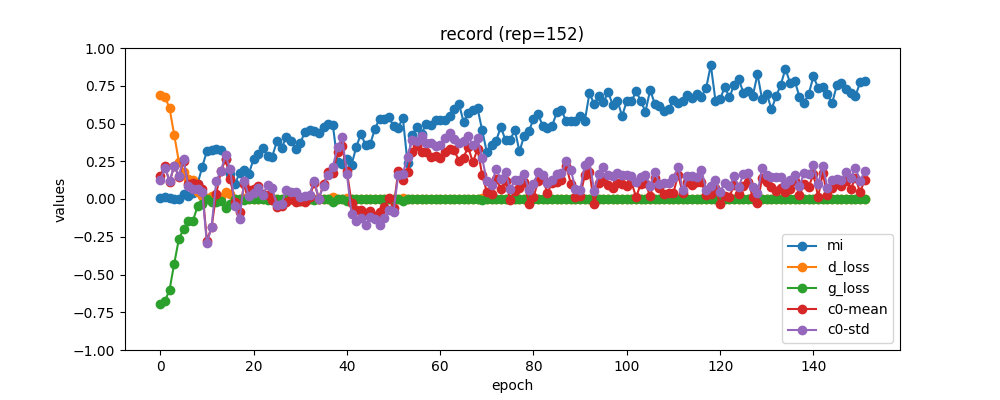 record (rep=152)
1.00
0.75
0.50
0.25
0.00
−0.25
−0.50
−0.75
−1.00
values
mi
d_loss
g_loss
c0-mean
c0-std
0 20 40 60 80 100 120 140
epoch